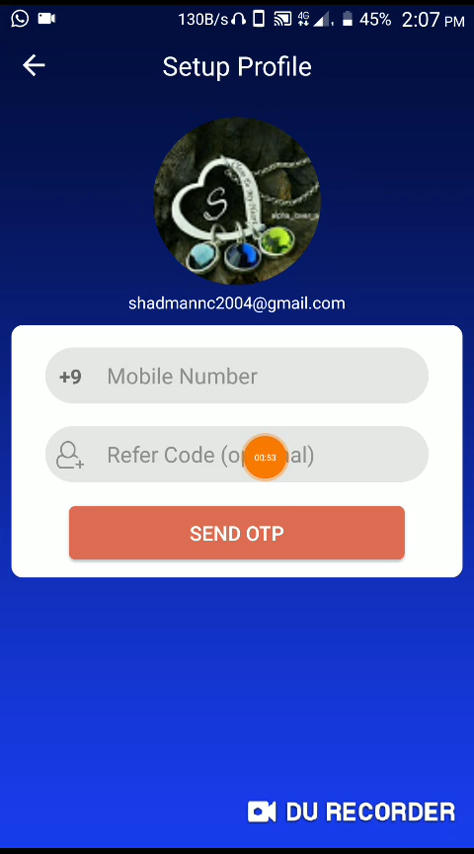 130B/s 4G 45% 2:07 PM
Setup Profile
S
shadmannc2004@gmail.com
+9 Mobile Number
Refer Code (op nal)
00:53
SEND OTP
DU RECORDER